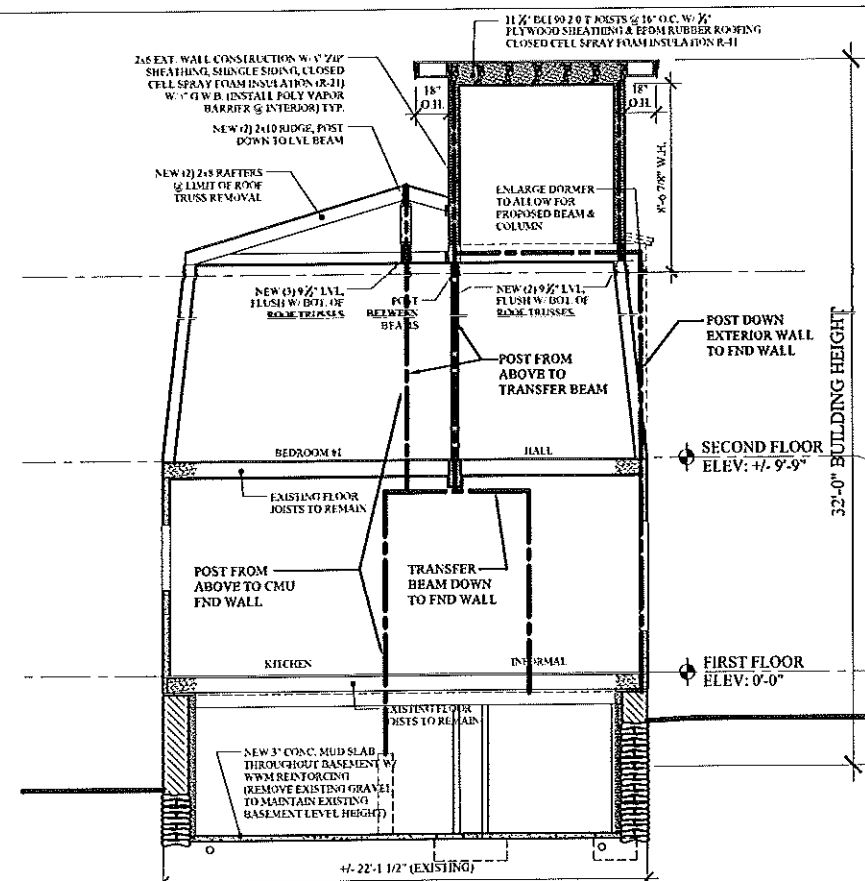 11 ⅞" BCI 90 2.0 T JOISTS @ 16" O.C. W/ ¾"
PLYWOOD SHEATHING & EPDM RUBBER ROOFING
CLOSED CELL SPRAY FOAM INSULATION R-41
2x6 EXT. WALL CONSTRUCTION W/ ZIP
SHEATHING, SHINGLE SIDING, CLOSED
CELL SPRAY FOAM INSULATION (R-21)
W/ G.W.B. (INSTALL POLY VAPOR
BARRIER @ INTERIOR) TYP.
18"
O.H.
18"
O.H.
NEW (2) 2x10 RIDGE, POST
DOWN TO LVL BEAM
NEW (2) 2x8 RAFTERS
@ LIMIT OF ROOF
TRUSS REMOVAL
ENLARGE DORMER
TO ALLOW FOR
PROPOSED BEAM &
COLUMN
8'-6 7/8" W.H.
NEW (3) 9½" LVL,
FLUSH W/ BOT. OF
ROOF TRUSSES
POST
BETWEEN
BEAMS
NEW (2) 9½" LVL,
FLUSH W/ BOT. OF
ROOF TRUSSES
POST DOWN
EXTERIOR WALL
TO FND WALL
POST FROM
ABOVE TO
TRANSFER BEAM
32'-0" BUILDING HEIGHT
BEDROOM #1
HALL
SECOND FLOOR
ELEV: +/- 9'-9"
EXISTING FLOOR
JOISTS TO REMAIN
POST FROM
ABOVE TO CMU
FND WALL
TRANSFER
BEAM DOWN
TO FND WALL
KITCHEN
INFORMAL
FIRST FLOOR
ELEV: 0'-0"
EXISTING FLOOR
JOISTS TO REMAIN
NEW 3" CONC. MUD SLAB
THROUGHOUT BASEMENT W/
WWM REINFORCING
(REMOVE EXISTING GRAVEL
TO MAINTAIN EXISTING
BASEMENT LEVEL HEIGHT)
+/- 22'-1 1/2" (EXISTING)